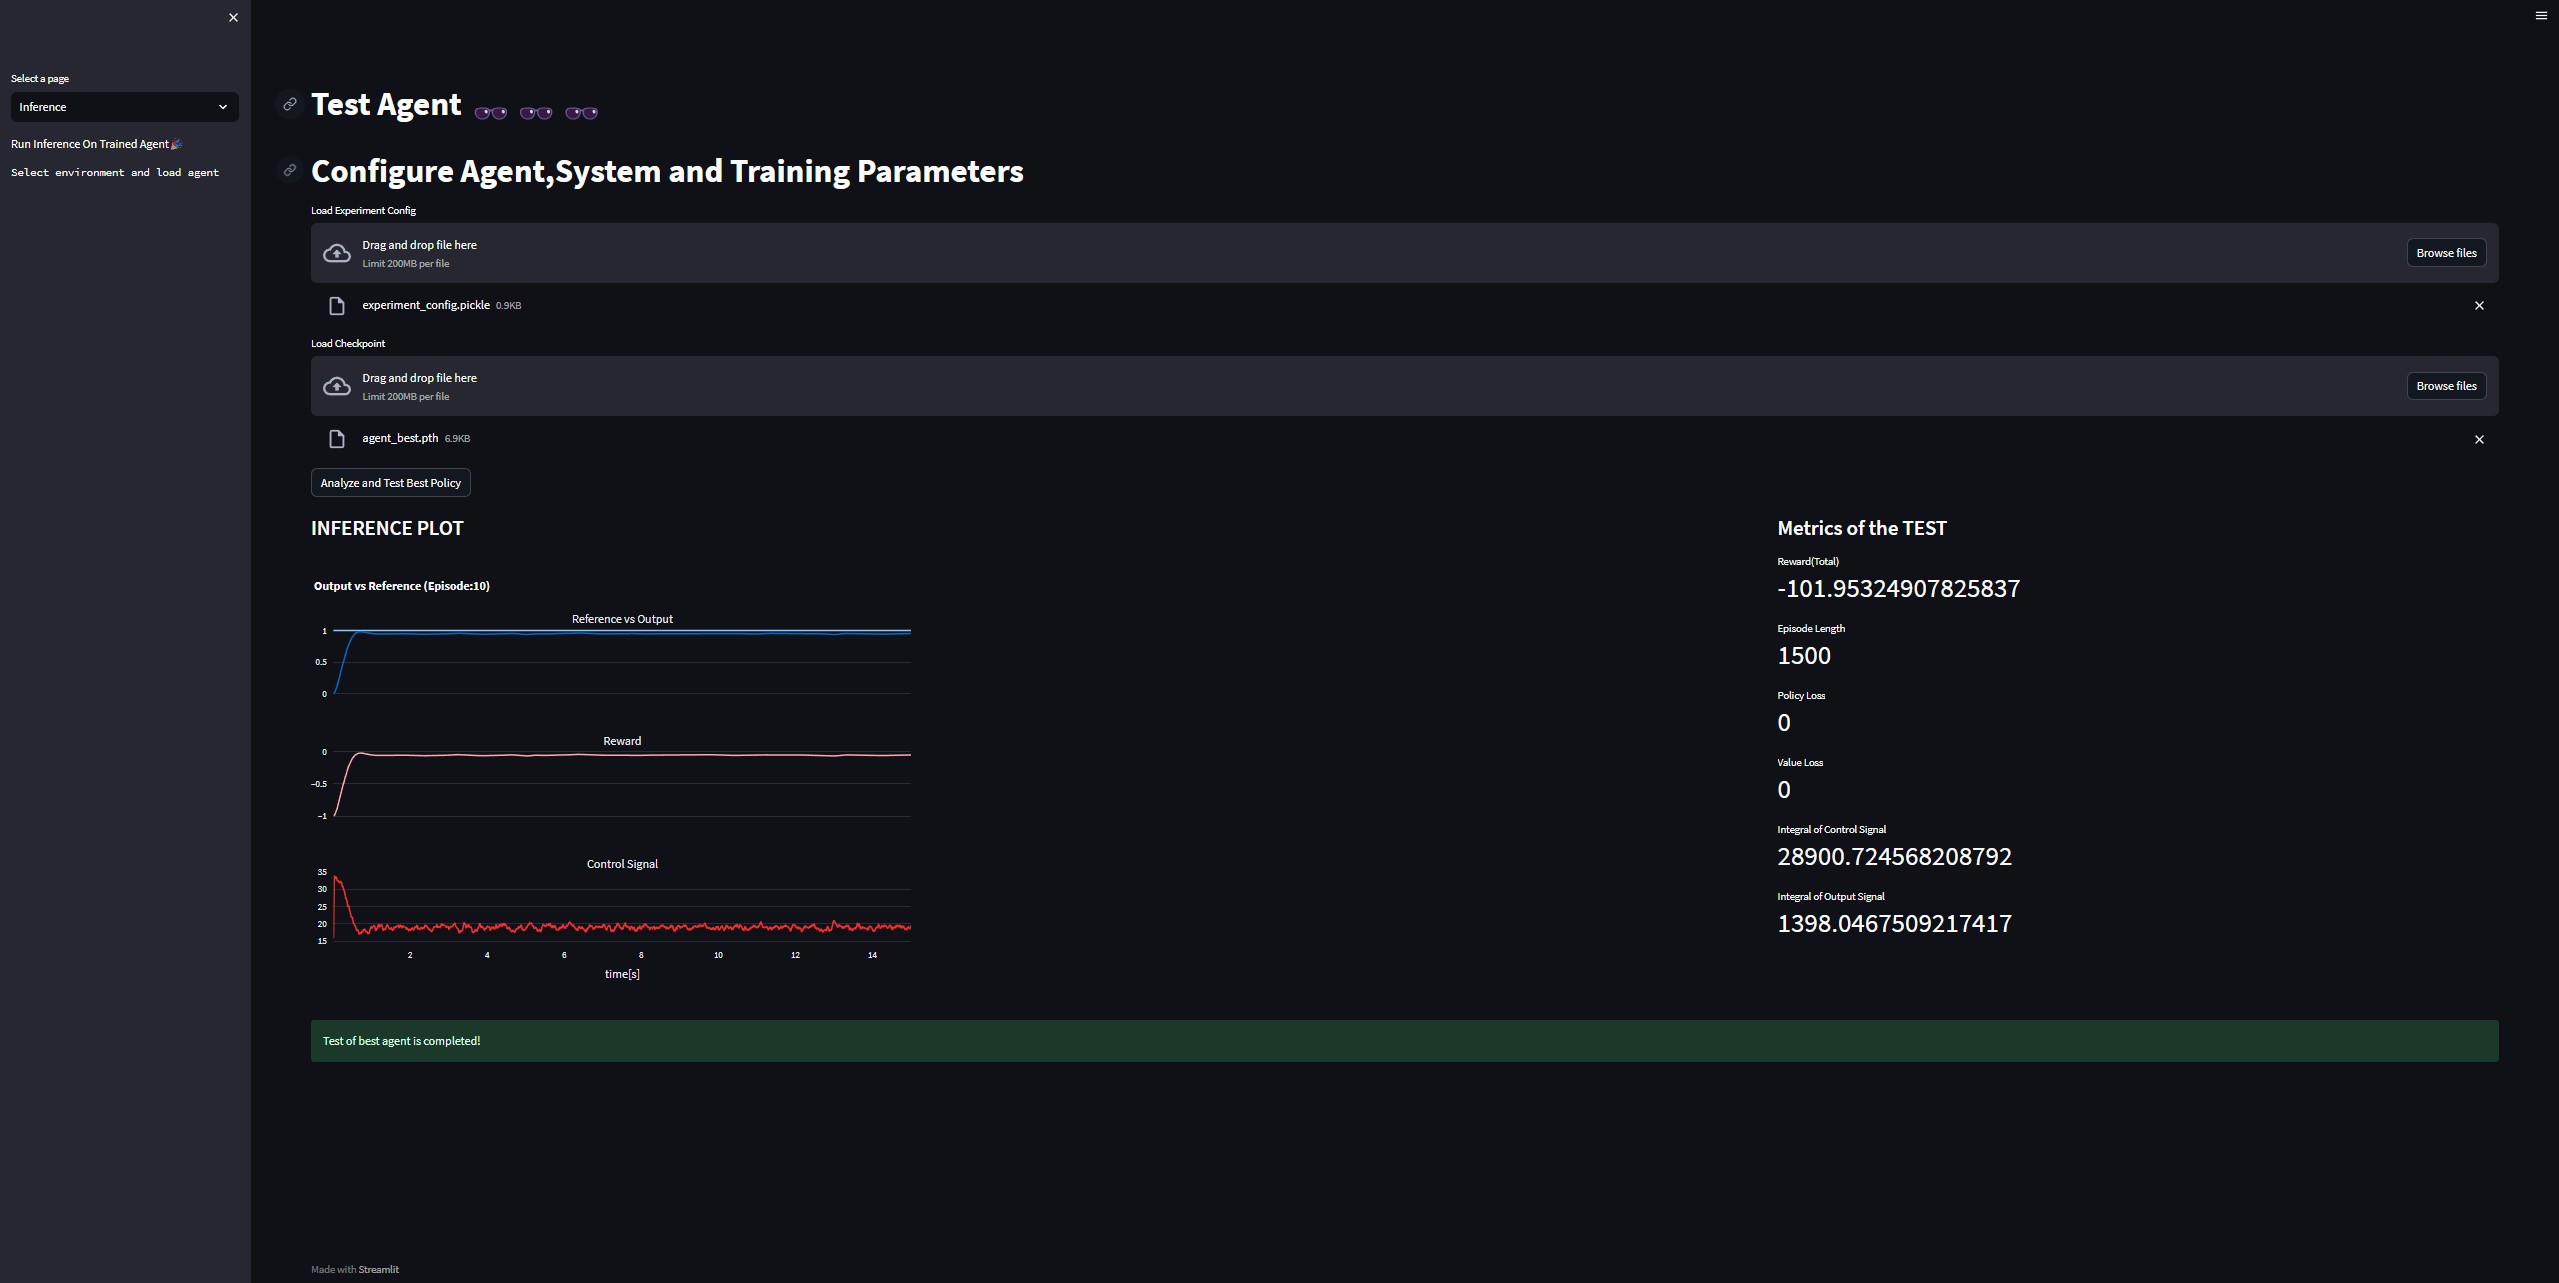 Select a page
Inference
Run Inference On Trained Agent
Select environment and load agent
Test Agent
Configure Agent,System and Training Parameters
Load Experiment Config
Drag and drop file here
Limit 200MB per file
Browse files
experiment_config.pickle 0.9KB
Load Checkpoint
Drag and drop file here
Limit 200MB per file
Browse files
agent_best.pth 6.9KB
Analyze and Test Best Policy
INFERENCE PLOT
Output vs Reference (Episode:10)
Reference vs Output
1
0.5
0
Reward
0
−0.5
−1
Control Signal
35
30
25
20
15
2 4 6 8 10 12 14
time[s]
Metrics of the TEST
Reward(Total)
-101.95324907825837
Episode Length
1500
Policy Loss
0
Value Loss
0
Integral of Control Signal
28900.724568208792
Integral of Output Signal
1398.0467509217417
Test of best agent is completed!
Made with Streamlit